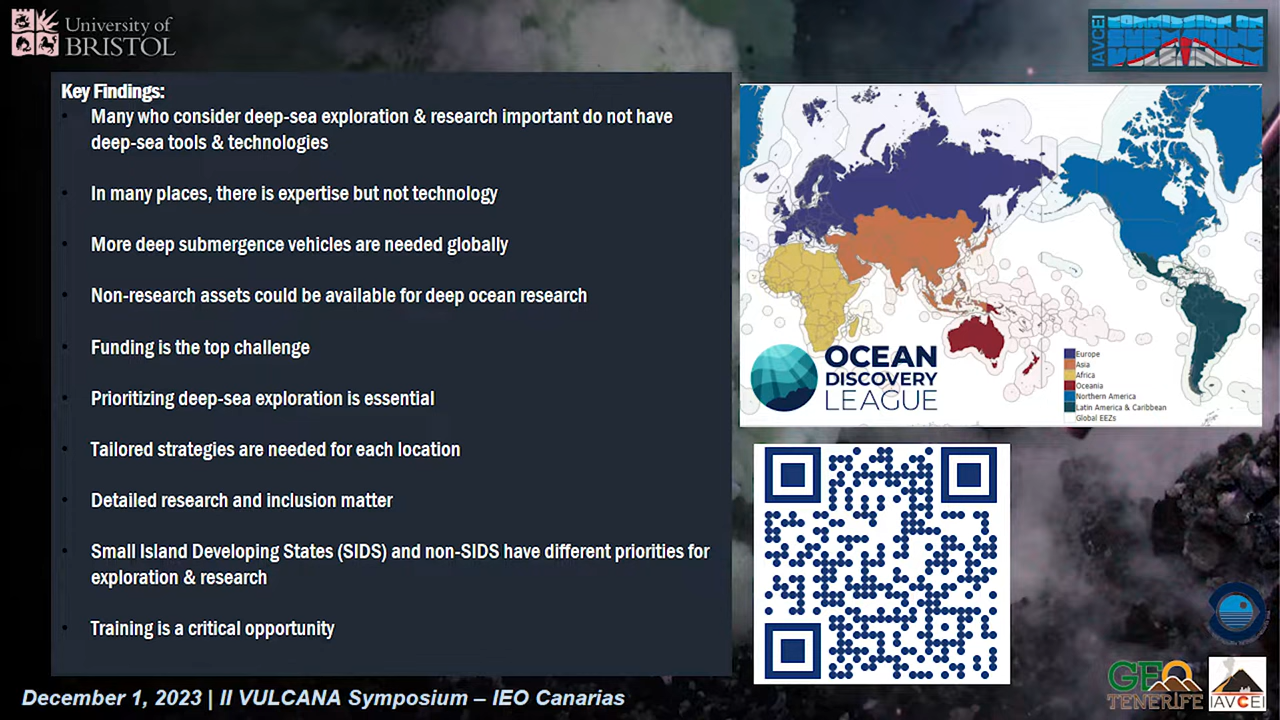 University of
BRISTOL
IAVCEI
COMMISSION ON
SUBMARINE
VOLCANISM
Key Findings:
Many who consider deep-sea exploration & research important do not have
deep-sea tools & technologies
In many places, there is expertise but not technology
More deep submergence vehicles are needed globally
Non-research assets could be available for deep ocean research
Funding is the top challenge
Prioritizing deep-sea exploration is essential
Tailored strategies are needed for each location
Detailed research and inclusion matter
Small Island Developing States (SIDS) and non-SIDS have different priorities for
exploration & research
Training is a critical opportunity
OCEAN
DISCOVERY
LEAGUE
Europe
Asia
Africa
Oceania
Northern America
Latin America & Caribbean
Global EEZs
GEO
TENERIFE
IAVCEI
December 1, 2023 | II VULCANA Symposium – IEO Canarias